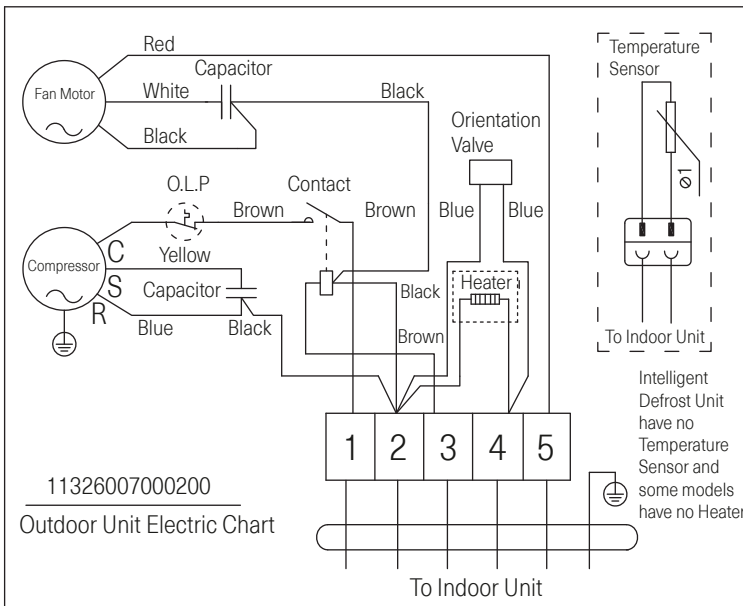 Red
Capacitor
Fan Motor
White
Black
Black
Orientation
Valve
Temperature
Sensor
ø1
O.L.P
Contact
Brown
Brown
Blue
Blue
C
Yellow
Compressor
S
Capacitor
R
Blue
Black
Black
Heater
Brown
To Indoor Unit
1
2
3
4
5
Intelligent
Defrost Unit
have no
Temperature
Sensor and
some models
have no Heater
11326007000200
Outdoor Unit Electric Chart
To Indoor Unit